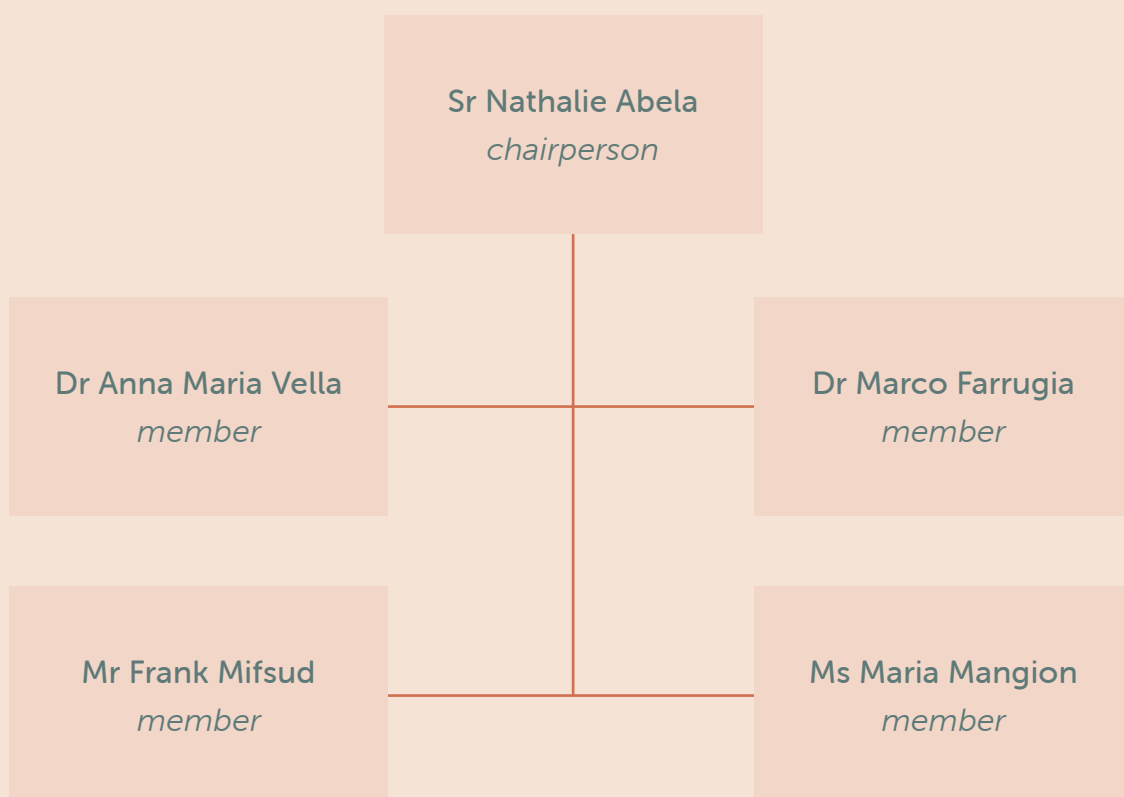 Sr Nathalie Abela
chairperson
Dr Anna Maria Vella
member
Dr Marco Farrugia
member
Mr Frank Mifsud
member
Ms Maria Mangion
member